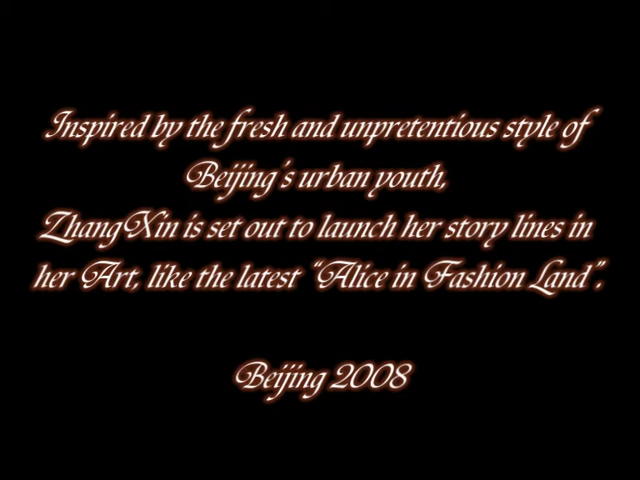 Inspired by the fresh and unpretentious style of
Beijing's urban youth,
ZhangXin is set out to launch her story lines in
her Art, like the latest “Alice in Fashion Land”.
Beijing 2008